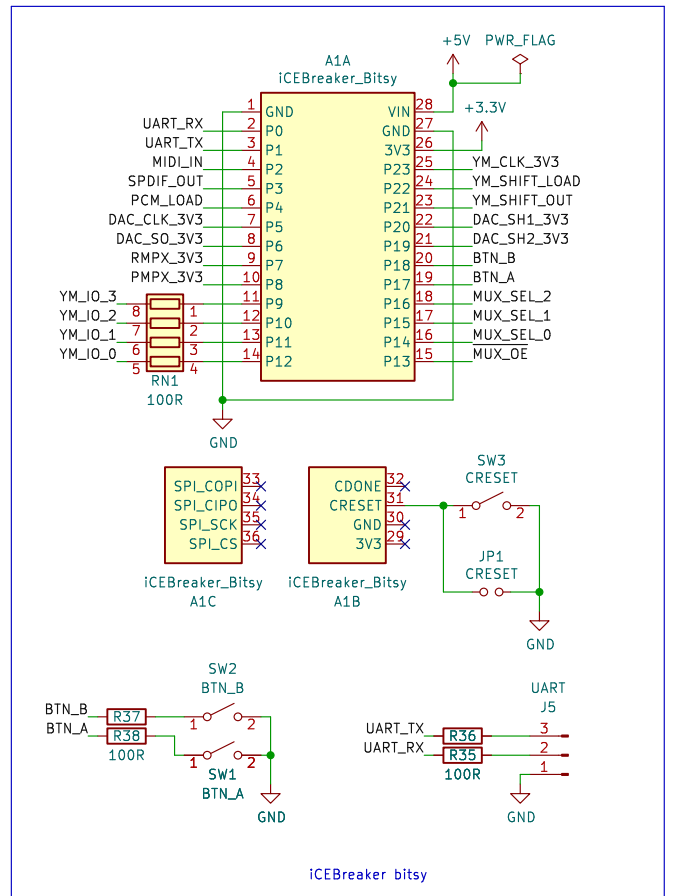 +5V PWR_FLAG
A1A
iCEBreaker_Bitsy
+3.3V
1 GND VIN 28
UART_RX 2 P0 GND 27
UART_TX 3 P1 3V3 26
MIDI_IN 4 P2 P23 25 YM_CLK_3V3
SPDIF_OUT 5 P3 P22 24 YM_SHIFT_LOAD
PCM_LOAD 6 P4 P21 23 YM_SHIFT_OUT
DAC_CLK_3V3 7 P5 P20 22 DAC_SH1_3V3
DAC_SO_3V3 8 P6 P19 21 DAC_SH2_3V3
RMPX_3V3 9 P7 P18 20 BTN_B
PMPX_3V3 10 P8 P17 19 BTN_A
YM_IO_3 8 1 11 P9 P16 18 MUX_SEL_2
YM_IO_2 7 2 12 P10 P15 17 MUX_SEL_1
YM_IO_1 6 3 13 P11 P14 16 MUX_SEL_0
YM_IO_0 5 4 14 P12 P13 15 MUX_OE
RN1
100R
GND
SPI_COPI 33
SPI_CIPO 34
SPI_SCK 35
SPI_CS 36
iCEBreaker_Bitsy
A1C
CDONE 32
CRESET 31
GND 30
3V3 29
iCEBreaker_Bitsy
A1B
SW3
CRESET
1 2
JP1
CRESET
GND
SW2
BTN_B
BTN_B R37 1 2
BTN_A R38 1 2
100R
SW1
BTN_A
GND
UART
J5
UART_TX R36 3
UART_RX R35 2
100R 1
GND
iCEBreaker bitsy